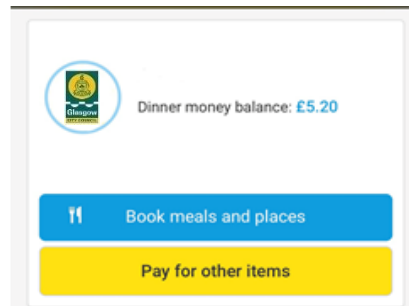 Glasgow
CITY COUNCIL
Dinner money balance: £5.20
Book meals and places
Pay for other items